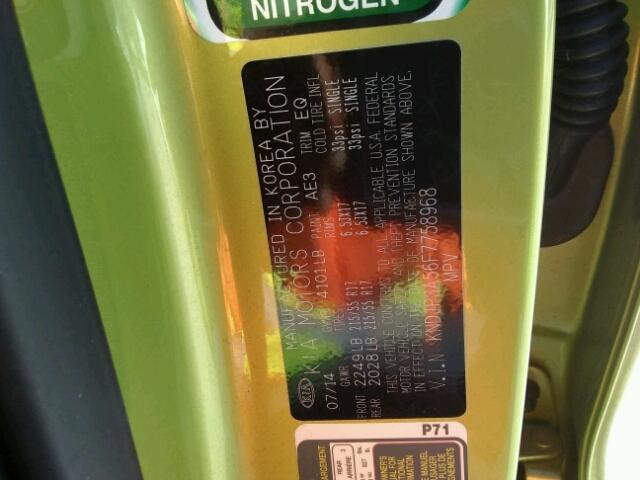 NITROGEN
MANUFACTURED IN KOREA BY
KIA MOTORS CORPORATION
07/14 GVWR 4101LB PAINT AE3 TRIM EQ
GAWR TIRES RIMS COLD TIRE INFL
FRONT 2249LB 215/55 R17 6.5JX17 33psi SINGLE
REAR 2028LB 215/55 R17 6.5JX17 33psi SINGLE
THIS VEHICLE CONFORMS TO ALL APPLICABLE U.S.A. FEDERAL
MOTOR VEHICLE SAFETY AND THEFT PREVENTION STANDARDS
IN EFFECT ON THE DATE OF MANUFACTURE SHOWN ABOVE.
V.I.N 56F7758968
MPV
KIA
P71
REAR